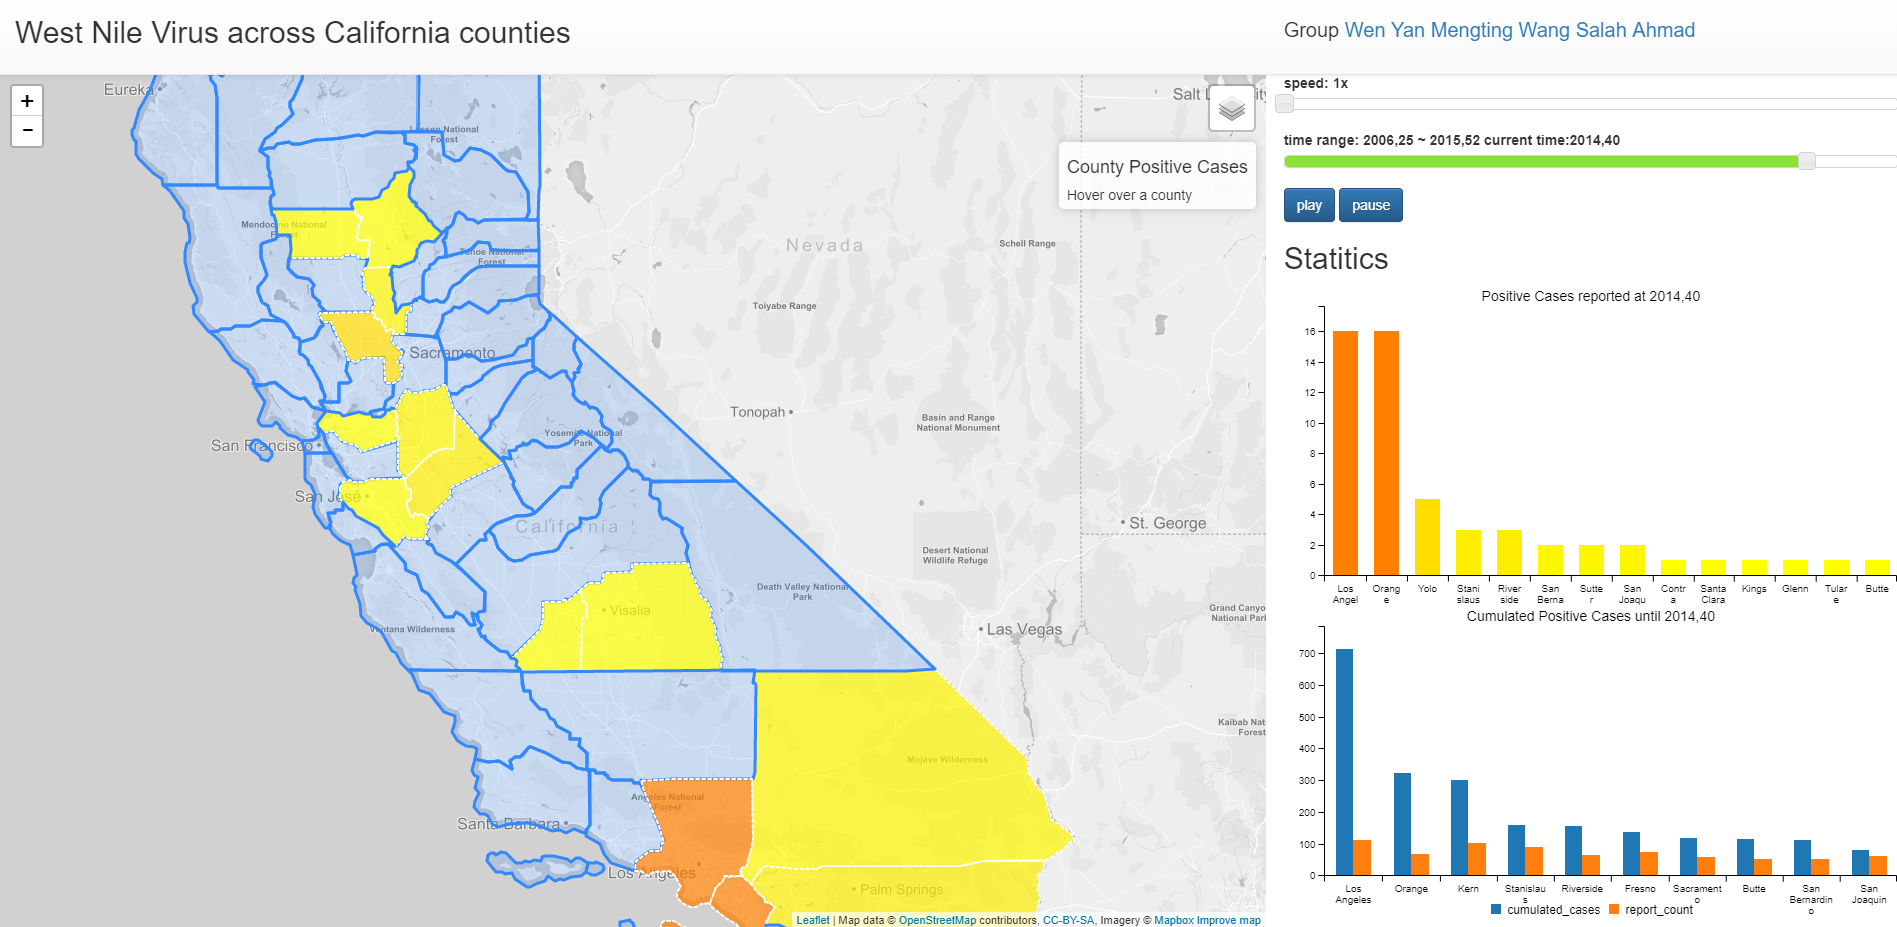 West Nile Virus across California counties
Group Wen Yan Mengting Wang Salah Ahmad
+
−
Eureka
Mendocino National
Forest
National
Forest
Tahoe National
Forest
Sacramento
San Francisco
Yosemite National
Park
San José
California
Visalia
Ventana Wilderness
Death Valley National
Park
Angeles National
Forest
Santa Barbara
Los Angeles
Mojave Wilderness
Palm Springs
Nevada
Schell Range
Toiyabe Range
Tonopah
Basin and Range
National Monument
St. George
Desert National
Wildlife Refuge
Las Vegas
Grand Canyo
National Park
Kaibab Nat
Forest
Salt L
ity
County Positive Cases
Hover over a county
Leaflet | Map data © OpenStreetMap contributors, CC-BY-SA, Imagery © Mapbox Improve map
speed: 1x
time range: 2006,25 ~ 2015,52 current time:2014,40
play pause
Statitics
Positive Cases reported at 2014,40
16
14
12
10
8
6
4
2
0
Los Orang Yolo Stani River San Sutte San Contr Santa Kings Glenn Tular Butte
Angel e slaus side Berna r Joaqu a Clara e
Cumulated Positive Cases until 2014,40
700
600
500
400
300
200
100
0
Los Orange Kern Stanislau Riverside Fresno Sacrament Butte San San
Angeles s o Bernardin Joaquin
o
cumulated_cases report_count